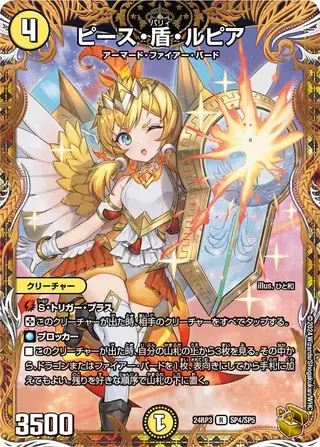 4
パリィ
ピース・盾・ルピア
アーマード・ファイアー・バード
illus. ひと和
クリーチャー
S・トリガー・プラス
このクリーチャーが出た時、相手のクリーチャーをすべてタップする。
ブロッカー
このクリーチャーが出た時、自分の山札の上から3枚を見る。その中か
ら、ドラゴンまたはファイアー・バードを1枚、表向きにしてから手札に加
えてもよい。残りを好きな順序で山札の下に置く。
3500
1
24RP3 R SP4/SP5
© 2024 Wizards/Shogakukan/WHC